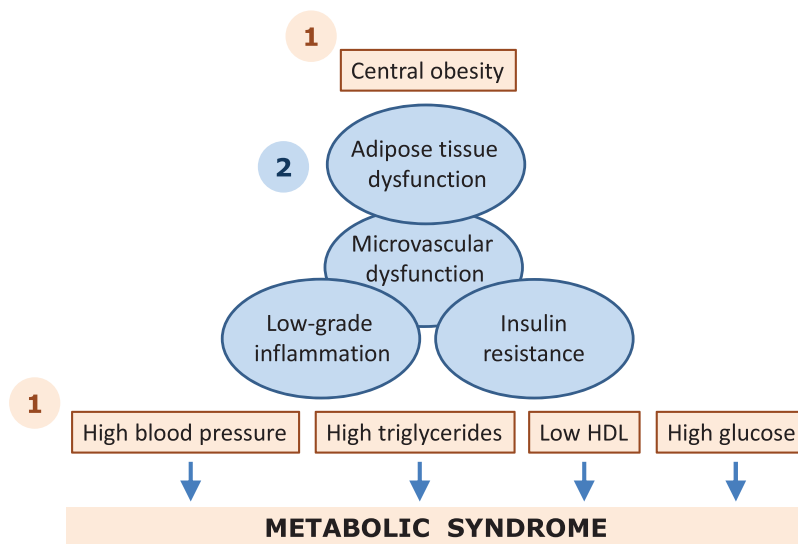 1
Central obesity
2
Adipose tissue
dysfunction
Microvascular
dysfunction
Low-grade
inflammation
Insulin
resistance
1
High blood pressure
High triglycerides
Low HDL
High glucose
METABOLIC SYNDROME